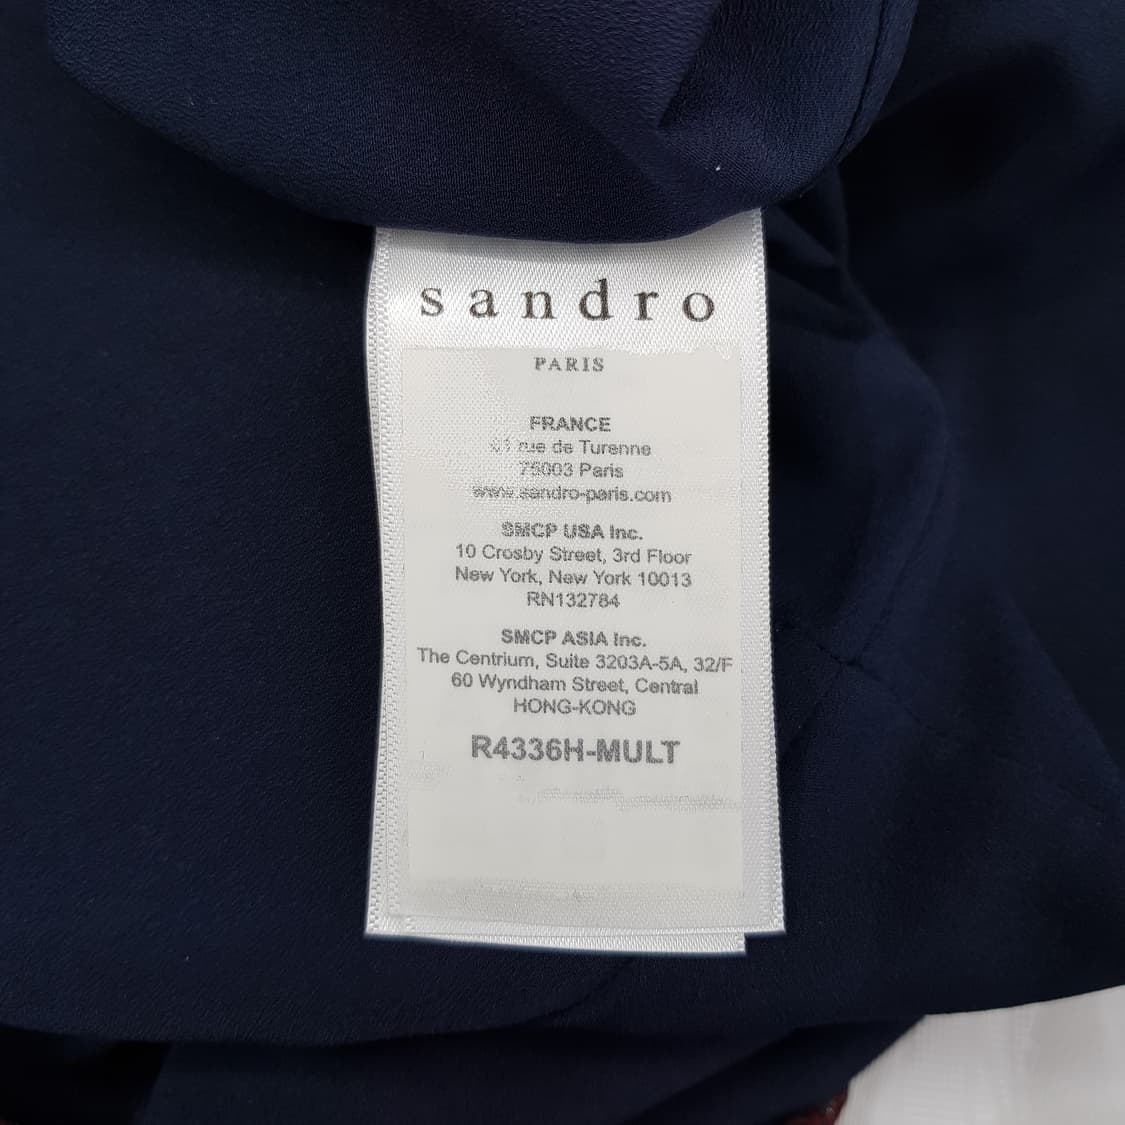 sandro
PARIS
FRANCE
rue de Turenne
75003 Paris
www.sandro-paris.com
SMCP USA Inc.
10 Crosby Street, 3rd Floor
New York, New York 10013
RN132784
SMCP ASIA Inc.
The Centrium, Suite 3203A-5A, 32/F
60 Wyndham Street, Central
HONG-KONG
R4336H-MULT